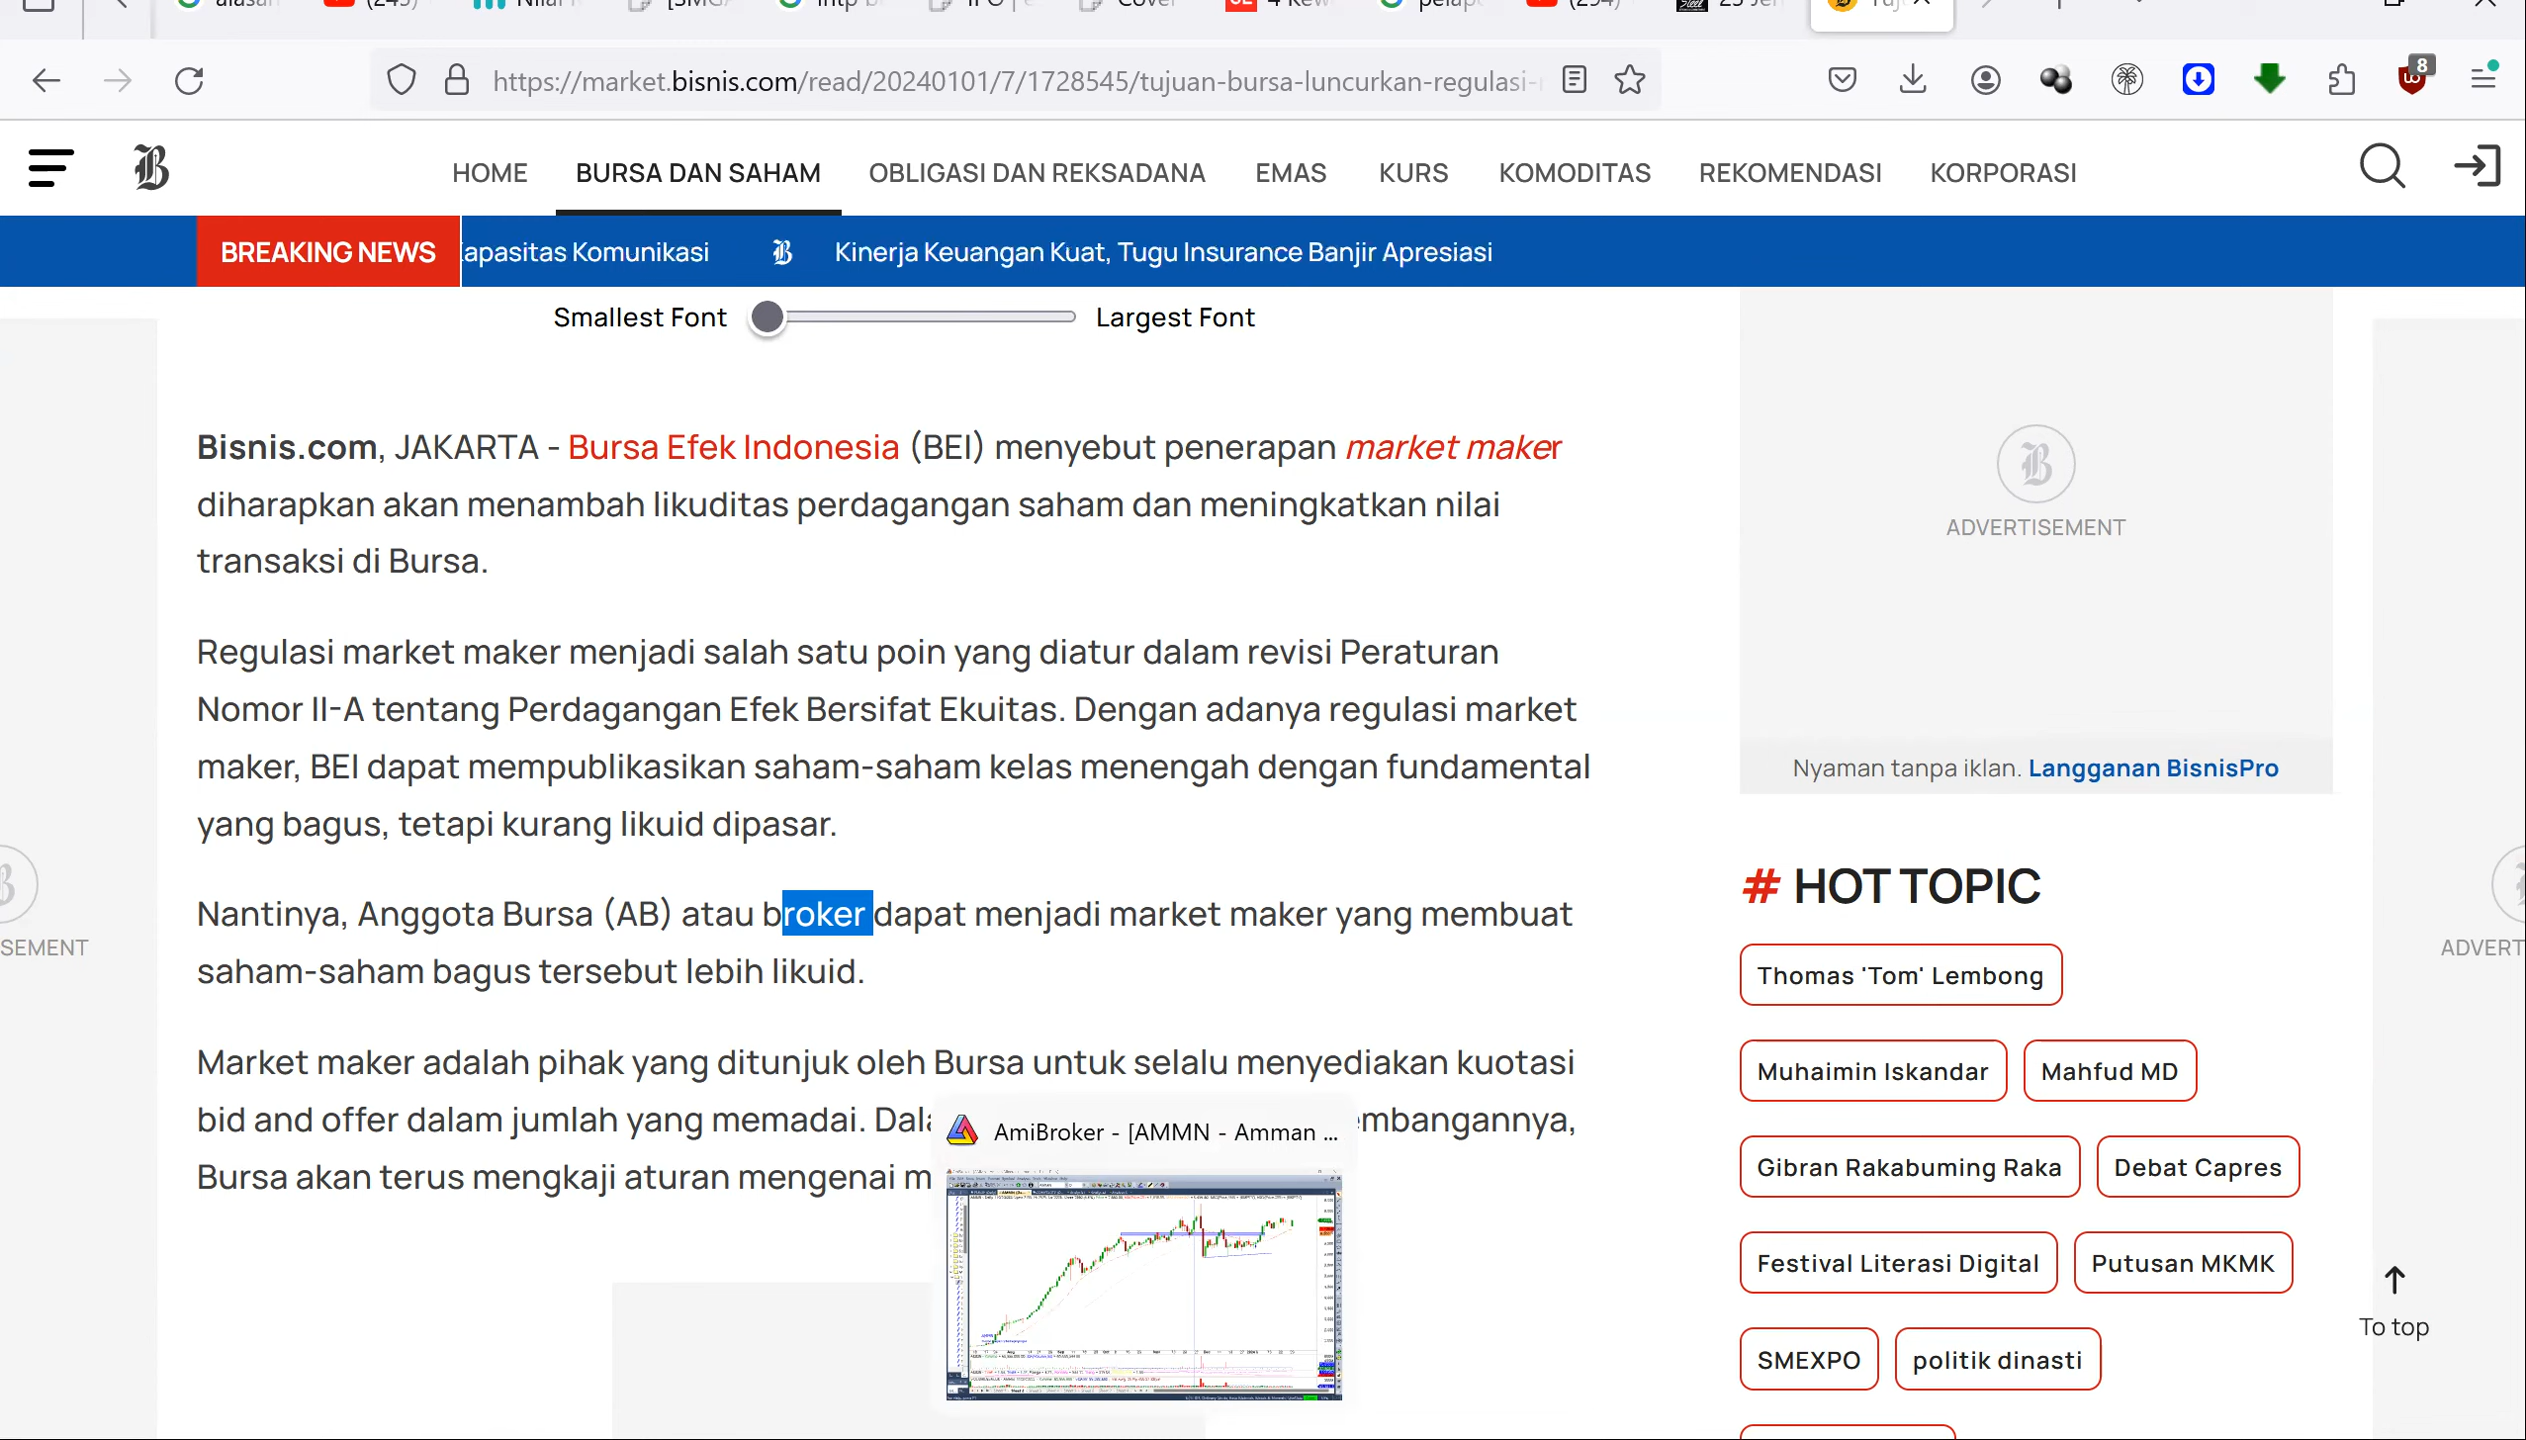 https://market.bisnis.com/read/20240101/7/1728545/tujuan-bursa-luncurkan-regulasi-
8
HOME BURSA DAN SAHAM OBLIGASI DAN REKSADANA EMAS KURS KOMODITAS REKOMENDASI KORPORASI
BREAKING NEWS apasitas Komunikasi Kinerja Keuangan Kuat, Tugu Insurance Banjir Apresiasi
Smallest Font Largest Font
Bisnis.com, JAKARTA - Bursa Efek Indonesia (BEI) menyebut penerapan market maker
diharapkan akan menambah likuditas perdagangan saham dan meningkatkan nilai
transaksi di Bursa.
Regulasi market maker menjadi salah satu poin yang diatur dalam revisi Peraturan
Nomor II-A tentang Perdagangan Efek Bersifat Ekuitas. Dengan adanya regulasi market
maker, BEI dapat mempublikasikan saham-saham kelas menengah dengan fundamental
yang bagus, tetapi kurang likuid dipasar.
Nantinya, Anggota Bursa (AB) atau broker dapat menjadi market maker yang membuat
saham-saham bagus tersebut lebih likuid.
Market maker adalah pihak yang ditunjuk oleh Bursa untuk selalu menyediakan kuotasi
bid and offer dalam jumlah yang memadai. Dala embangannya,
Bursa akan terus mengkaji aturan mengenai m
AmiBroker - [AMMN - Amman ...
ADVERTISEMENT
Nyaman tanpa iklan. Langganan BisnisPro
# HOT TOPIC
Thomas 'Tom' Lembong
Muhaimin Iskandar Mahfud MD
Gibran Rakabuming Raka Debat Capres
Festival Literasi Digital Putusan MKMK
SMEXPO politik dinasti
To top
SEMENT
ADVERT